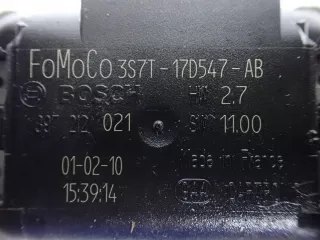 FoMoCo 3S7T-17D547-AB
BOSCH HW 2.7
021 11.00
01-02-10 Made in France
15:39:14